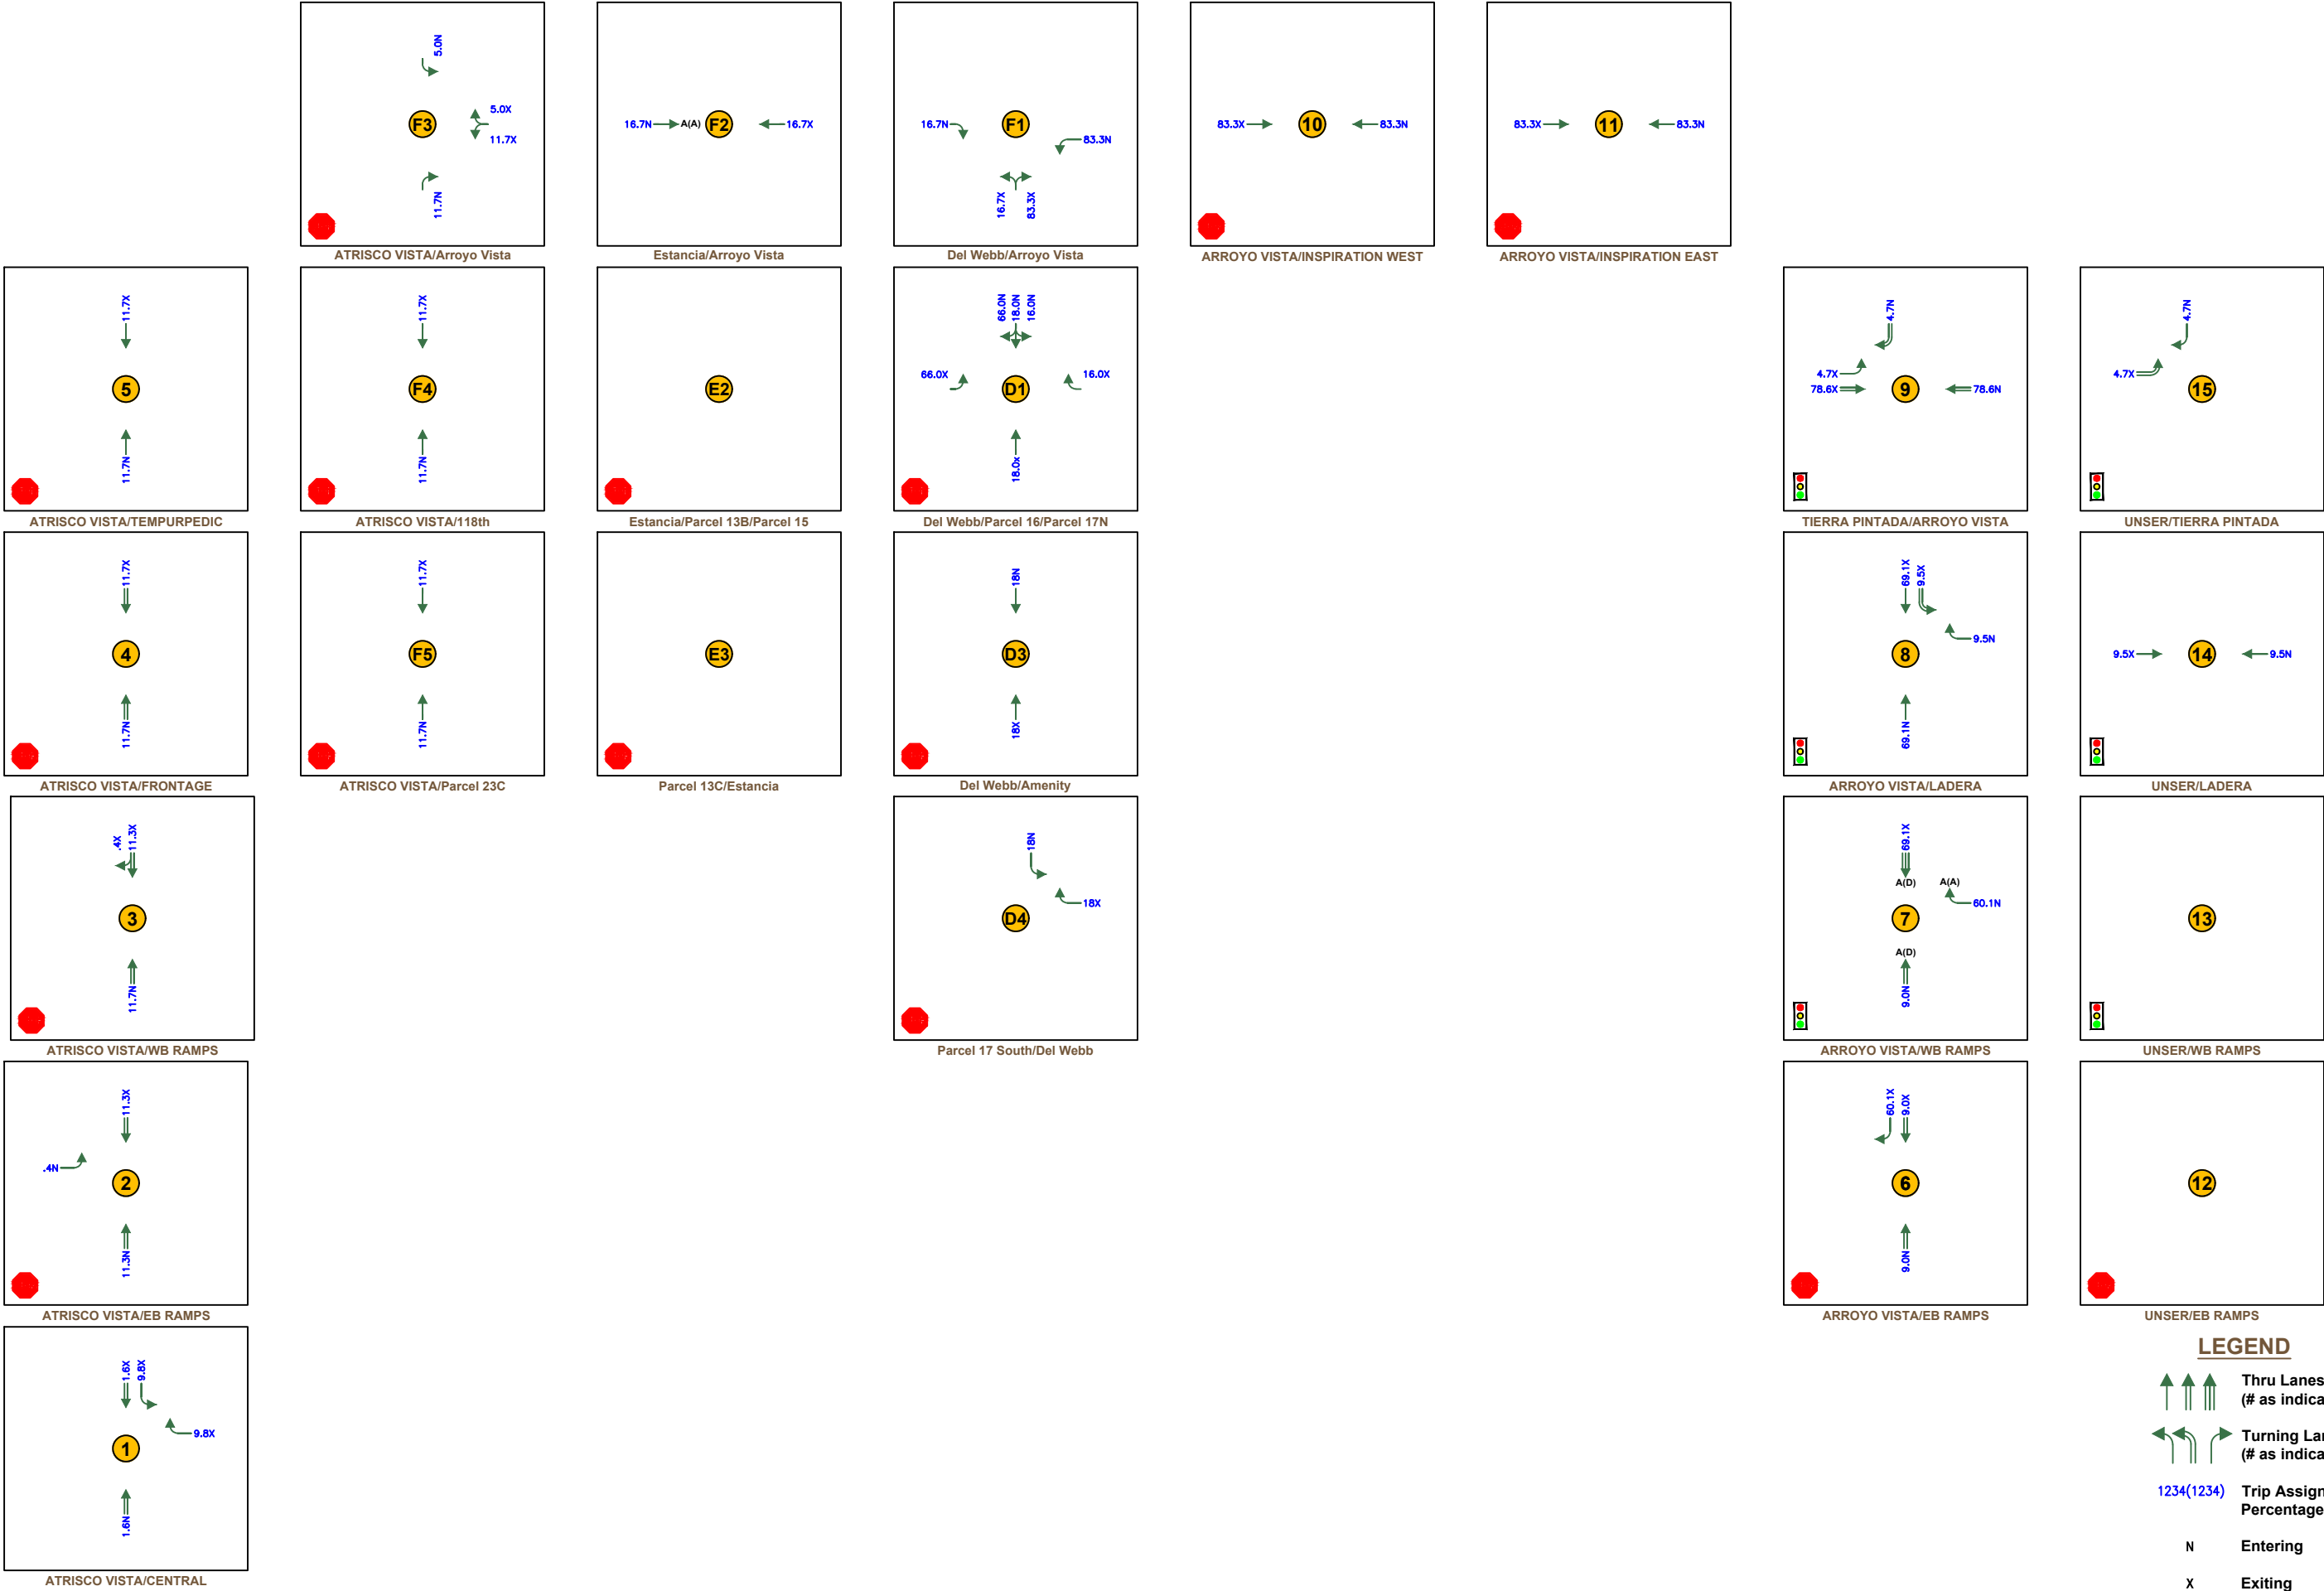 5.0N
F3
5.0X
11.7X
11.7N
ATRISCO VISTA/Arroyo Vista
16.7N
A(A)
F2
16.7X
Estancia/Arroyo Vista
16.7N
F1
83.3N
16.7X
83.3X
Del Webb/Arroyo Vista
83.3X
10
83.3N
ARROYO VISTA/INSPIRATION WEST
83.3X
11
83.3N
ARROYO VISTA/INSPIRATION EAST
11.7X
5
11.7N
ATRISCO VISTA/TEMPURPEDIC
11.7X
F4
11.7N
ATRISCO VISTA/118th
E2
Estancia/Parcel 13B/Parcel 15
66.0N
18.0N
16.0N
66.0X
D1
16.0X
18.0x
Del Webb/Parcel 16/Parcel 17N
4.7N
4.7X
78.6X
9
78.6N
TIERRA PINTADA/ARROYO VISTA
4.7N
4.7X
15
UNSER/TIERRA PINTADA
11.7X
4
11.7N
ATRISCO VISTA/FRONTAGE
11.7X
F5
11.7N
ATRISCO VISTA/Parcel 23C
E3
Parcel 13C/Estancia
18N
D3
18X
Del Webb/Amenity
69.1X
9.5X
9.5N
8
69.1N
ARROYO VISTA/LADERA
9.5X
14
9.5N
UNSER/LADERA
.4X
11.3X
3
11.7N
ATRISCO VISTA/WB RAMPS
18N
18X
D4
Parcel 17 South/Del Webb
69.1X
A(D)
A(A)
60.1N
7
A(D)
9.0N
ARROYO VISTA/WB RAMPS
13
UNSER/WB RAMPS
11.3X
.4N
2
11.3N
ATRISCO VISTA/EB RAMPS
60.1X
9.0X
6
9.0N
ARROYO VISTA/EB RAMPS
12
UNSER/EB RAMPS
1.6X
9.8X
9.8X
1
1.6N
ATRISCO VISTA/CENTRAL
LEGEND
Thru Lanes
(# as indica
Turning Lan
(# as indica
1234(1234)
Trip Assign
Percentage
N Entering
X Exiting